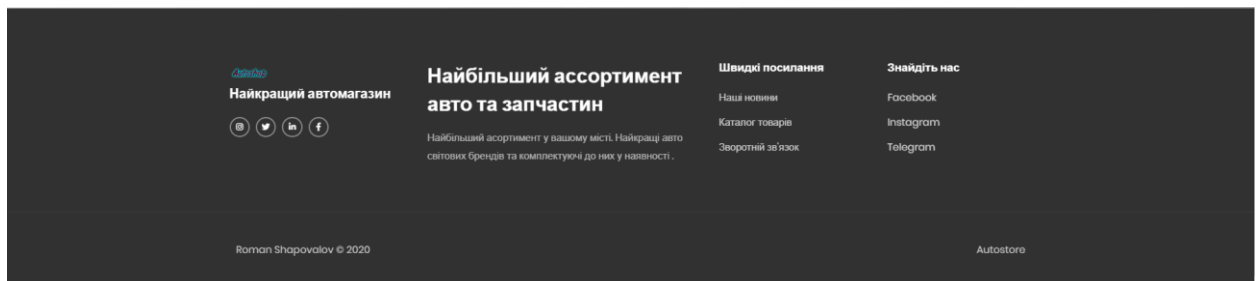 Autoshop
Найкращий автомагазин
Найбільший ассортимент
авто та запчастин
Найбільший асортимент у вашому місті. Найкращі авто
світових брендів та комплектуючі до них у наявності .
Швидкі посилання
Наші новини
Каталог товарів
Зворотній зв'язок
Знайдіть нас
Facebook
Instagram
Telegram
Roman Shapovalov © 2020
Autostore